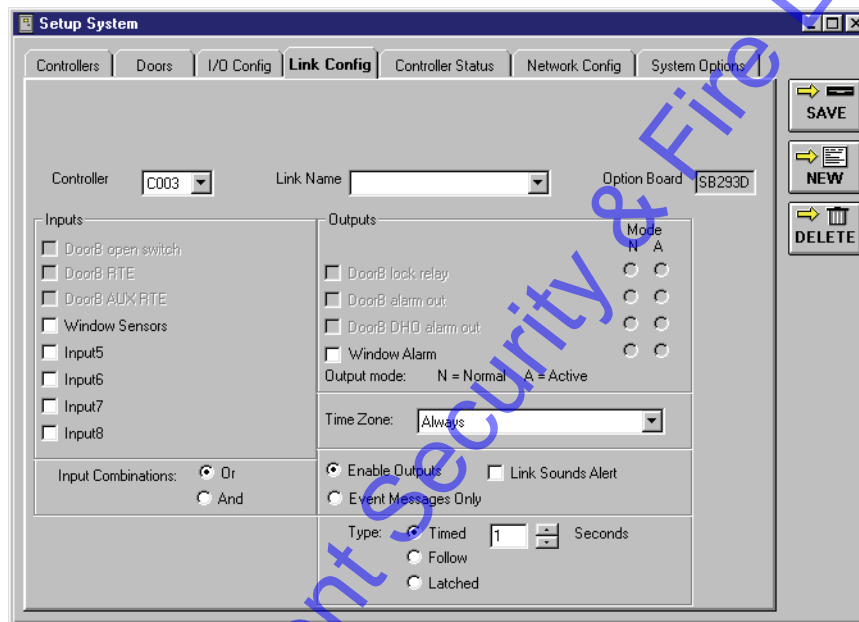 Setup System
Controllers Doors I/O Config Link Config Controller Status Network Config System Options
SAVE
NEW
DELETE
Controller C003 Link Name Option Board SB293D
Inputs
DoorB open switch
DoorB RTE
DoorB AUX RTE
Window Sensors
Input5
Input6
Input7
Input8
Input Combinations: Or
And
Outputs
Mode
N A
DoorB lock relay
DoorB alarm out
DoorB DHO alarm out
Window Alarm
Output mode: N = Normal A = Active
Time Zone: Always
Enable Outputs Link Sounds Alert
Event Messages Only
Type: Timed 1 Seconds
Follow
Latched
ent Security & Fire